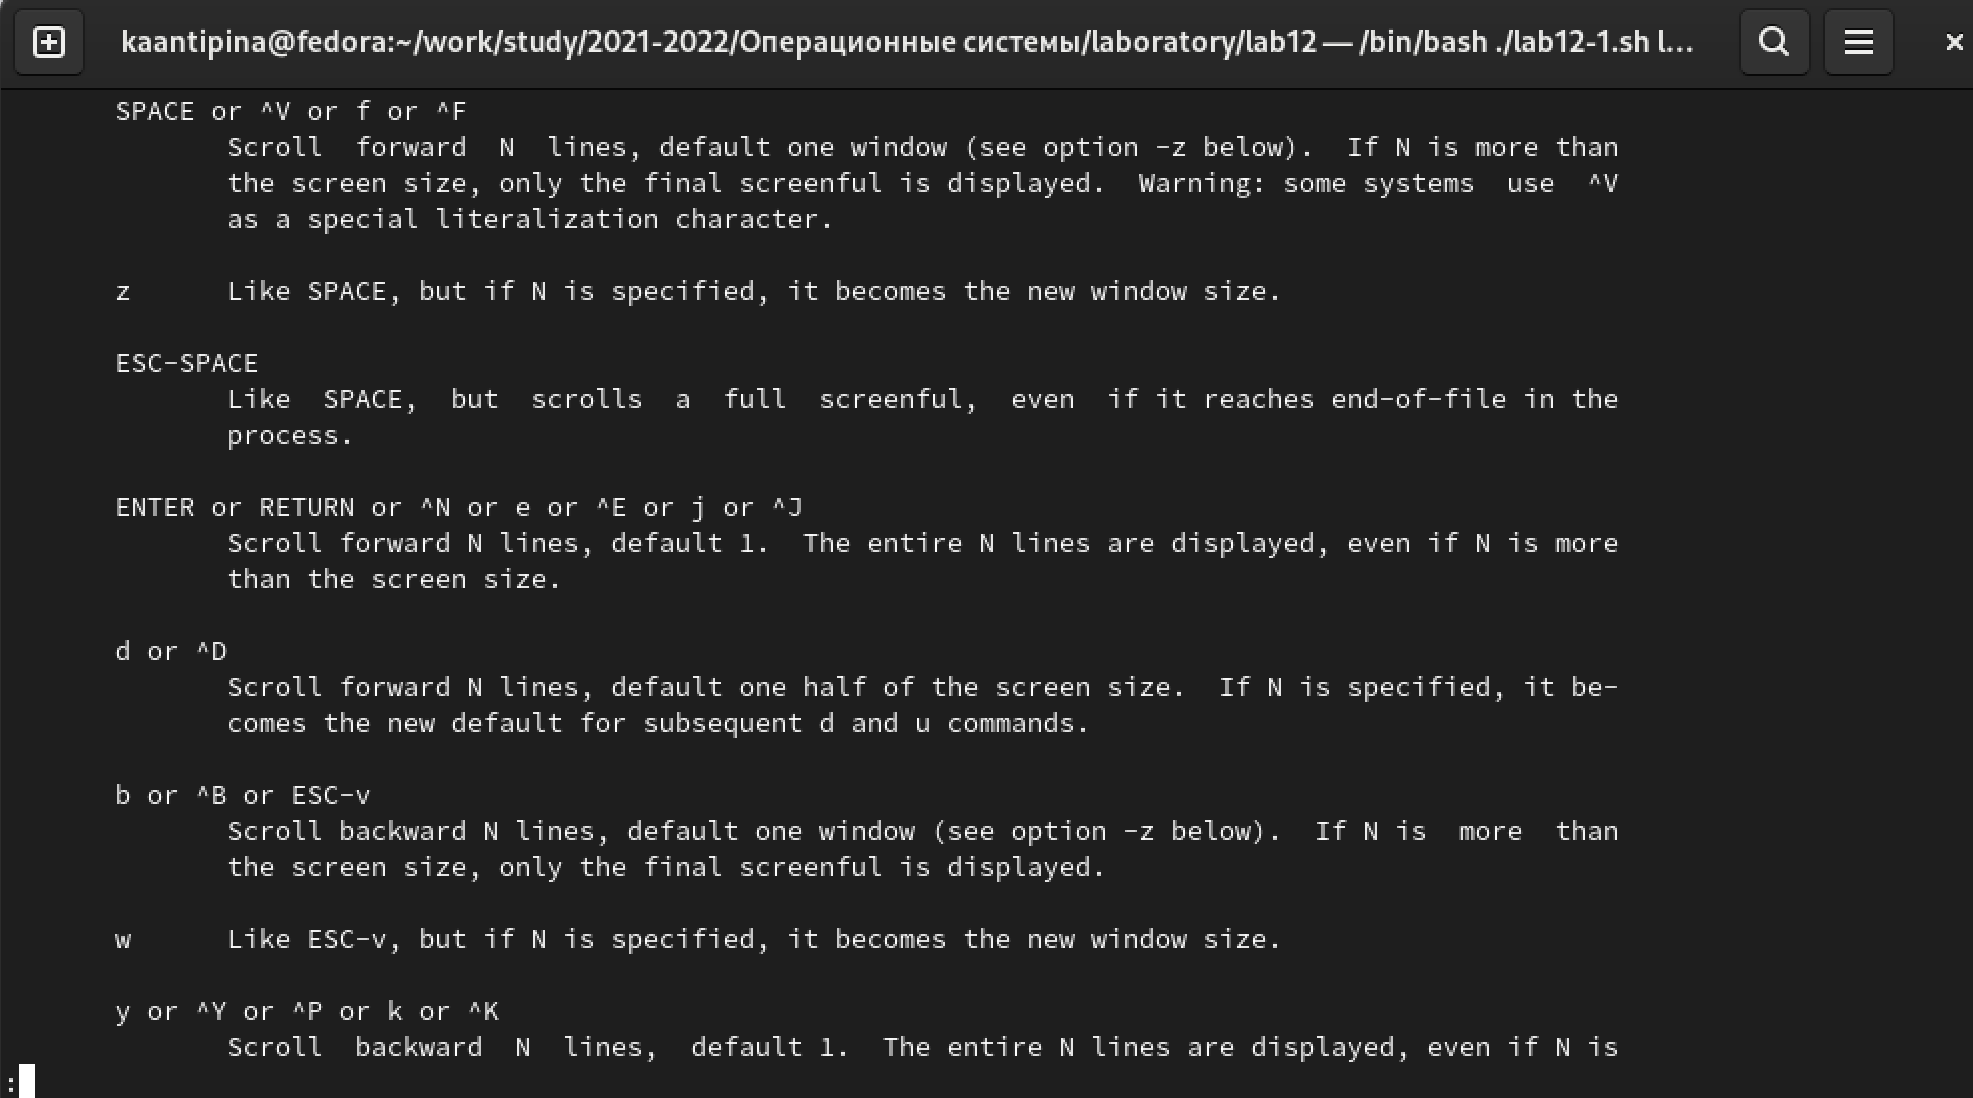 kaantipina@fedora:~/work/study/2021-2022/Операционные системы/laboratory/lab12 — /bin/bash ./lab12-1.sh l...
SPACE or ^V or f or ^F
Scroll  forward  N  lines, default one window (see option -z below).  If N is more than
the screen size, only the final screenful is displayed.  Warning: some systems  use  ^V
as a special literalization character.
z      Like SPACE, but if N is specified, it becomes the new window size.
ESC-SPACE
Like  SPACE,  but  scrolls  a  full  screenful,  even  if it reaches end-of-file in the
process.
ENTER or RETURN or ^N or e or ^E or j or ^J
Scroll forward N lines, default 1.  The entire N lines are displayed, even if N is more
than the screen size.
d or ^D
Scroll forward N lines, default one half of the screen size.  If N is specified, it be-
comes the new default for subsequent d and u commands.
b or ^B or ESC-v
Scroll backward N lines, default one window (see option -z below).  If N is  more  than
the screen size, only the final screenful is displayed.
w      Like ESC-v, but if N is specified, it becomes the new window size.
y or ^Y or ^P or k or ^K
Scroll  backward  N  lines,  default 1.  The entire N lines are displayed, even if N is
: